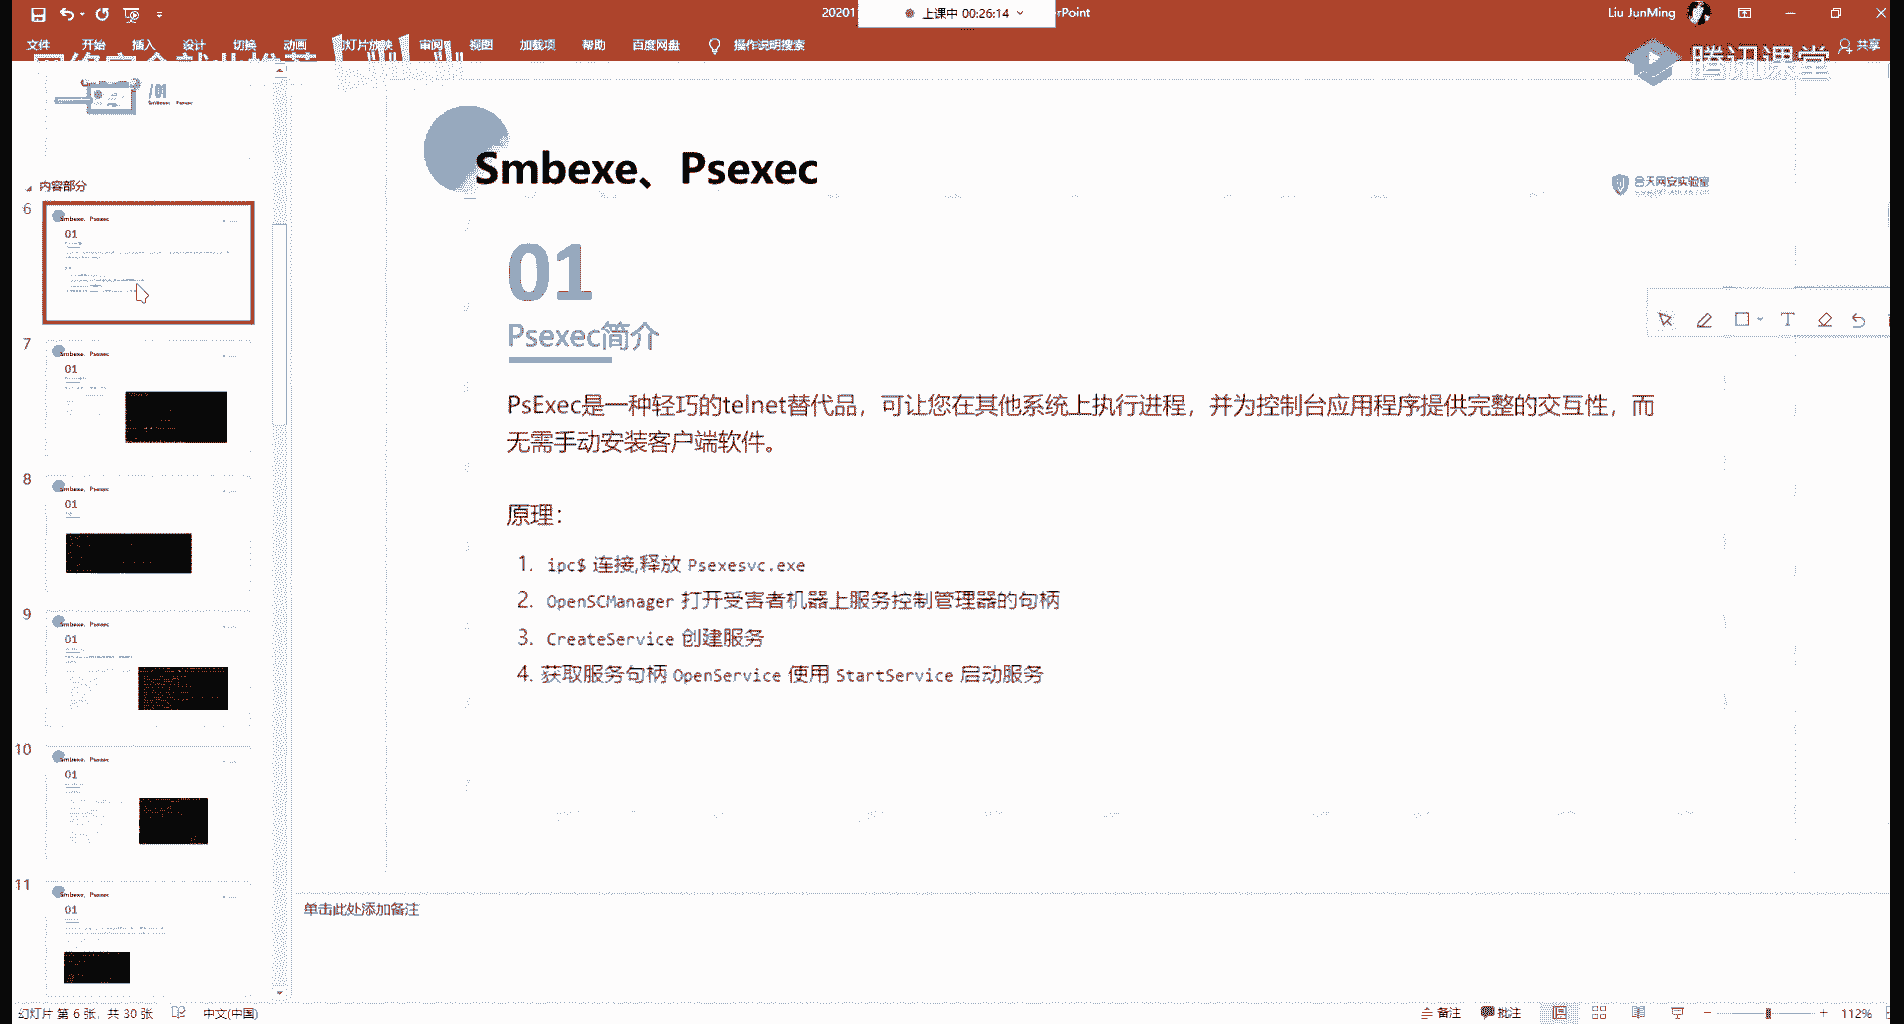 20201
上课中 00:26:14
rPoint
Liu JunMing
文件 开始 插入 设计 切换 动画 幻灯片放映 审阅 视图 加载项 帮助 百度网盘 操作说明搜索
共享
腾讯课堂
/01
内容部分
6
7
8
9
10
11
Smbexe、Psexec
合天网安实验室
01
Psexec简介
PsExec是一种轻巧的telnet替代品，可让您在其他系统上执行进程，并为控制台应用程序提供完整的交互性，而
无需手动安装客户端软件。
原理：
1. ipc$ 连接,释放 Psexesvc.exe
2. OpenSCManager 打开受害者机器上服务控制管理器的句柄
3. CreateService 创建服务
4. 获取服务句柄 OpenService 使用 StartService 启动服务
单击此处添加备注
幻灯片 第 6 张，共 30 张 中文(中国)
备注 批注 112%